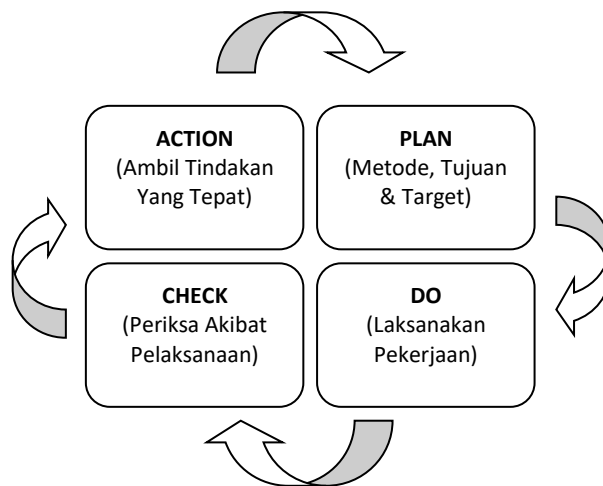 ACTION
(Ambil Tindakan
Yang Tepat)
PLAN
(Metode, Tujuan
& Target)
CHECK
(Periksa Akibat
Pelaksanaan)
DO
(Laksanakan
Pekerjaan)